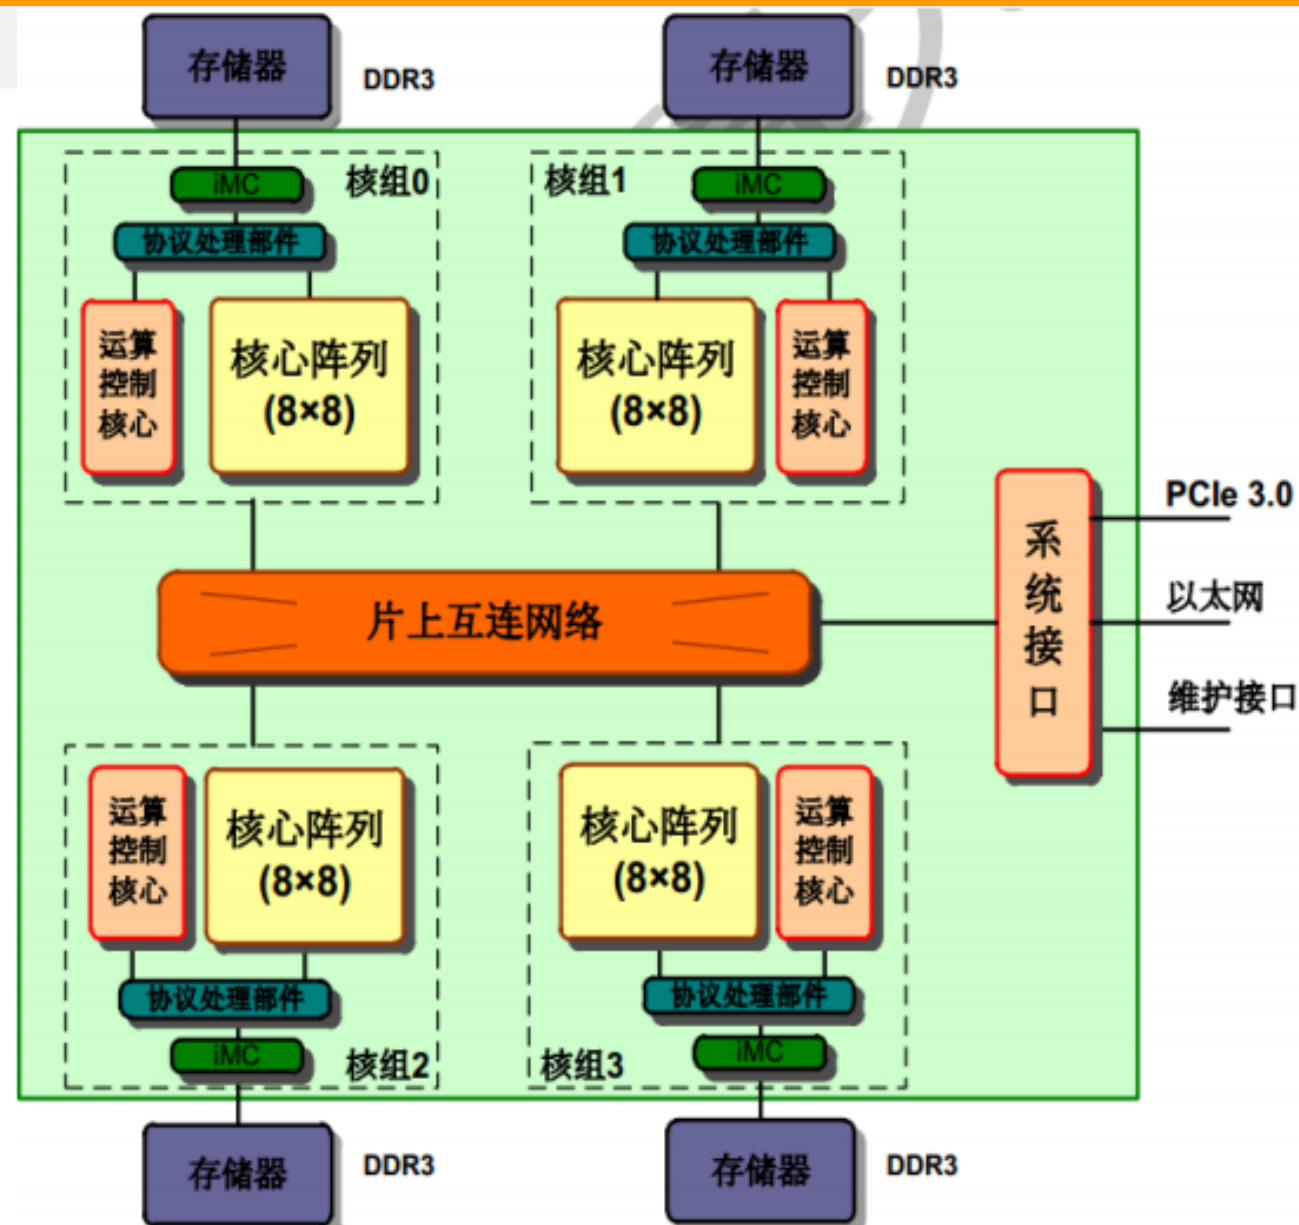 存储器
DDR3
存储器
DDR3
iMC
核组0
核组1
iMC
协议处理部件
协议处理部件
运算
控制
核心
核心阵列
(8×8)
核心阵列
(8×8)
运算
控制
核心
片上互连网络
系
统
接
口
PCIe 3.0
以太网
维护接口
运算
控制
核心
核心阵列
(8×8)
核心阵列
(8×8)
运算
控制
核心
协议处理部件
协议处理部件
iMC
核组2
核组3
iMC
存储器
DDR3
存储器
DDR3